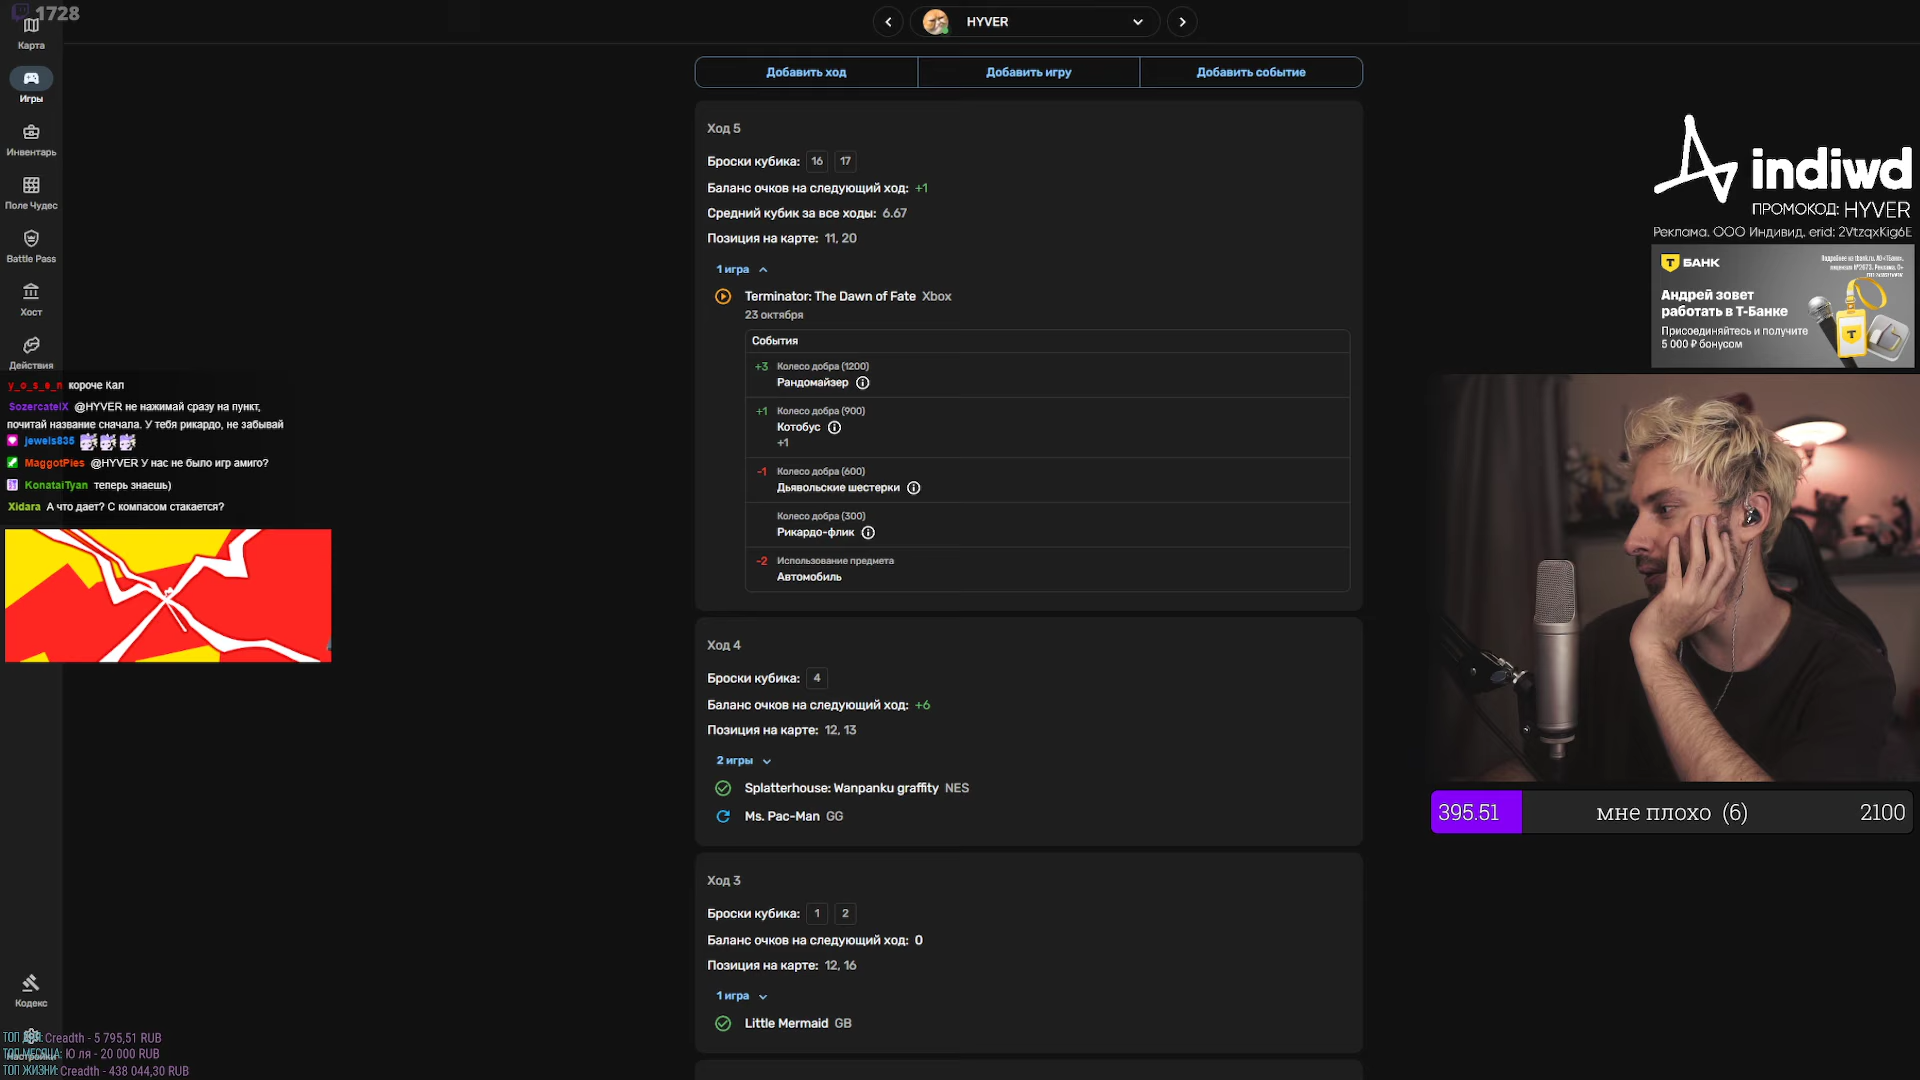 1728
Карта
Игры
Инвентарь
Поле Чудес
Battle Pass
Хост
Действия
HYVER
Добавить ход
Добавить игру
Добавить событие
Ход 5
Броски кубика: 16 17
Баланс очков на следующий ход: +1
Средний кубик за все ходы: 6.67
Позиция на карте: 11, 20
1 игра
Terminator: The Dawn of Fate Xbox
23 октября
События
+3 Колесо добра (1200)
Рандомайзер
+1 Колесо добра (900)
Котобус
+1
-1 Колесо добра (600)
Дьявольские шестерки
Колесо добра (300)
Рикардо-флик
-2 Использование предмета
Автомобиль
Ход 4
Броски кубика: 4
Баланс очков на следующий ход: +6
Позиция на карте: 12, 13
2 игры
Splatterhouse: Wanpanku graffity NES
Ms. Pac-Man GG
Ход 3
Броски кубика: 1 2
Баланс очков на следующий ход: 0
Позиция на карте: 12, 16
1 игра
Little Mermaid GB
y_o_s_e_n короче Кал
SozercatelX @HYVER не нажимай сразу на пункт,
почитай название сначала. У тебя рикардо, не забывай
jewels835
MaggotPies @HYVER У нас не было игр амиго?
KonataiTyan теперь знаешь)
Xidara А что дает? С компасом стакается?
Кодекс
Настройки
ТОП ДНЯ: Creadth - 5 795,51 RUB
ТОП МЕСЯЦА: Ю ля - 20 000 RUB
ТОП ЖИЗНИ: Creadth - 438 044,30 RUB
indiwd
ПРОМОКОД: HYVER
Реклама. ООО Индивид. erid: 2VtzqxKig6E
Т БАНК
Андрей зовет
работать в Т-Банке
Присоединяйтесь и получите
5 000 ₽ бонусом
395.51 мне плохо (6) 2100